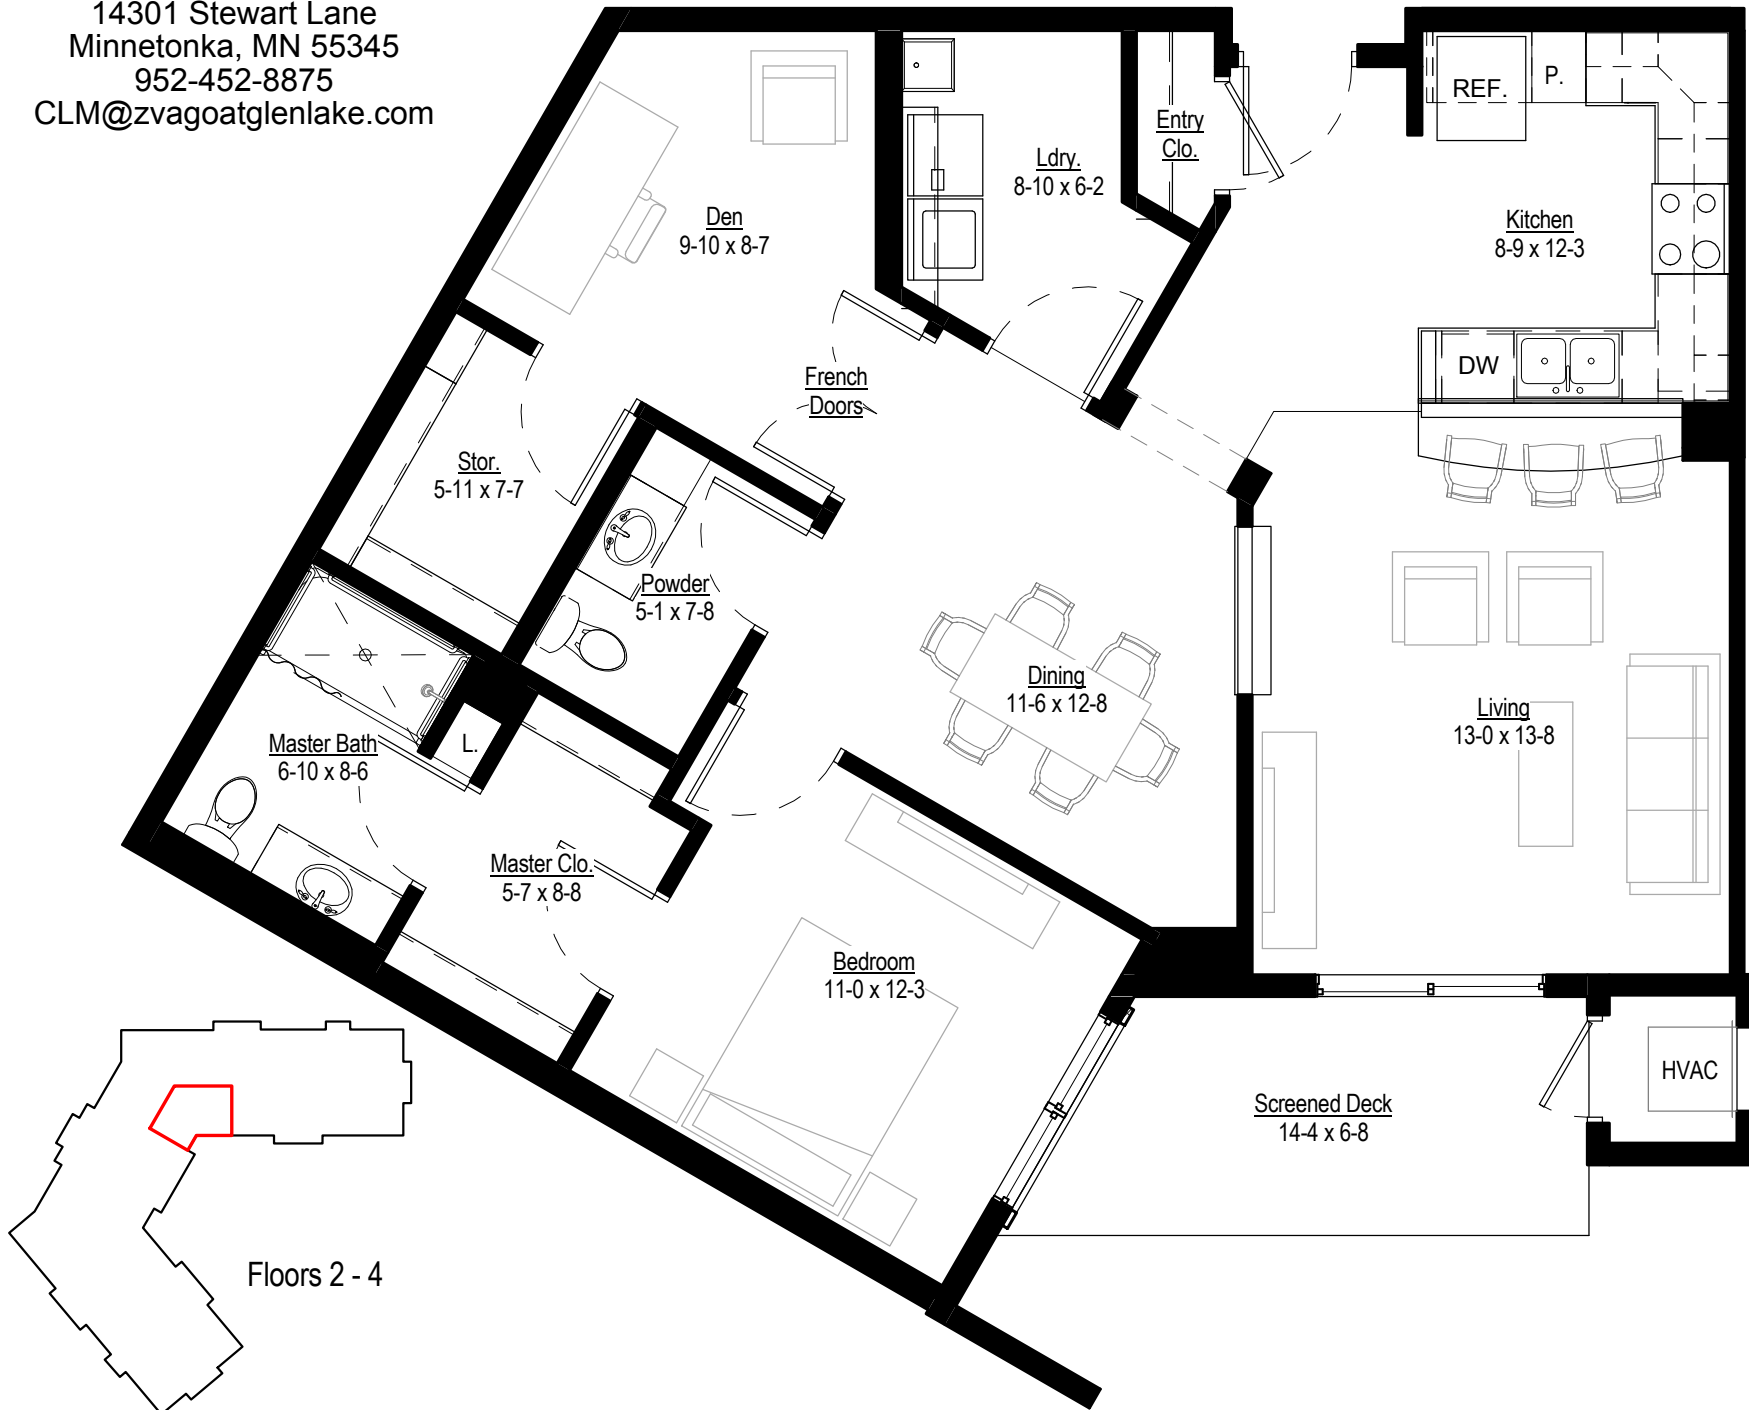 14301 Stewart Lane
Minnetonka, MN 55345
952-452-8875
CLM@zvagoatglenlake.com
REF.
P.
Entry
Clo.
Ldry.
8-10 x 6-2
Den
9-10 x 8-7
Kitchen
8-9 x 12-3
DW
French
Doors
Stor.
5-11 x 7-7
Powder
5-1 x 7-8
Dining
11-6 x 12-8
Living
13-0 x 13-8
L.
Master Bath
6-10 x 8-6
Master Clo.
5-7 x 8-8
Bedroom
11-0 x 12-3
HVAC
Screened Deck
14-4 x 6-8
Floors 2 - 4